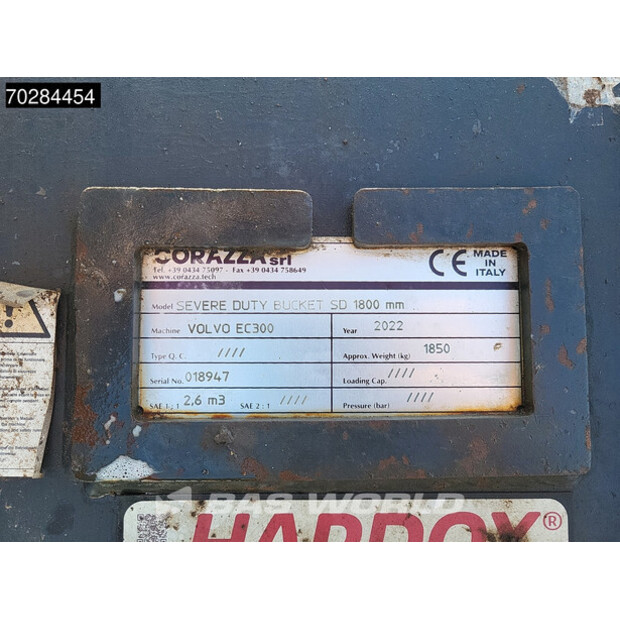 70284454
CORAZZA srl
Tel. +39 0434 75097 - Fax +39 0434 758649
www.corazza.tech
CE MADE IN ITALY
Model SEVERE DUTY BUCKET SD 1800 mm
Machine VOLVO EC300 Year 2022
Type Q.C. //// Approx. Weight (kg) 1850
Serial No. 018947 Loading Cap. ////
SAE 1:1 2.6 m3 SAE 2:1 //// Pressure (bar) ////
BAS WORLD
HARDOX®